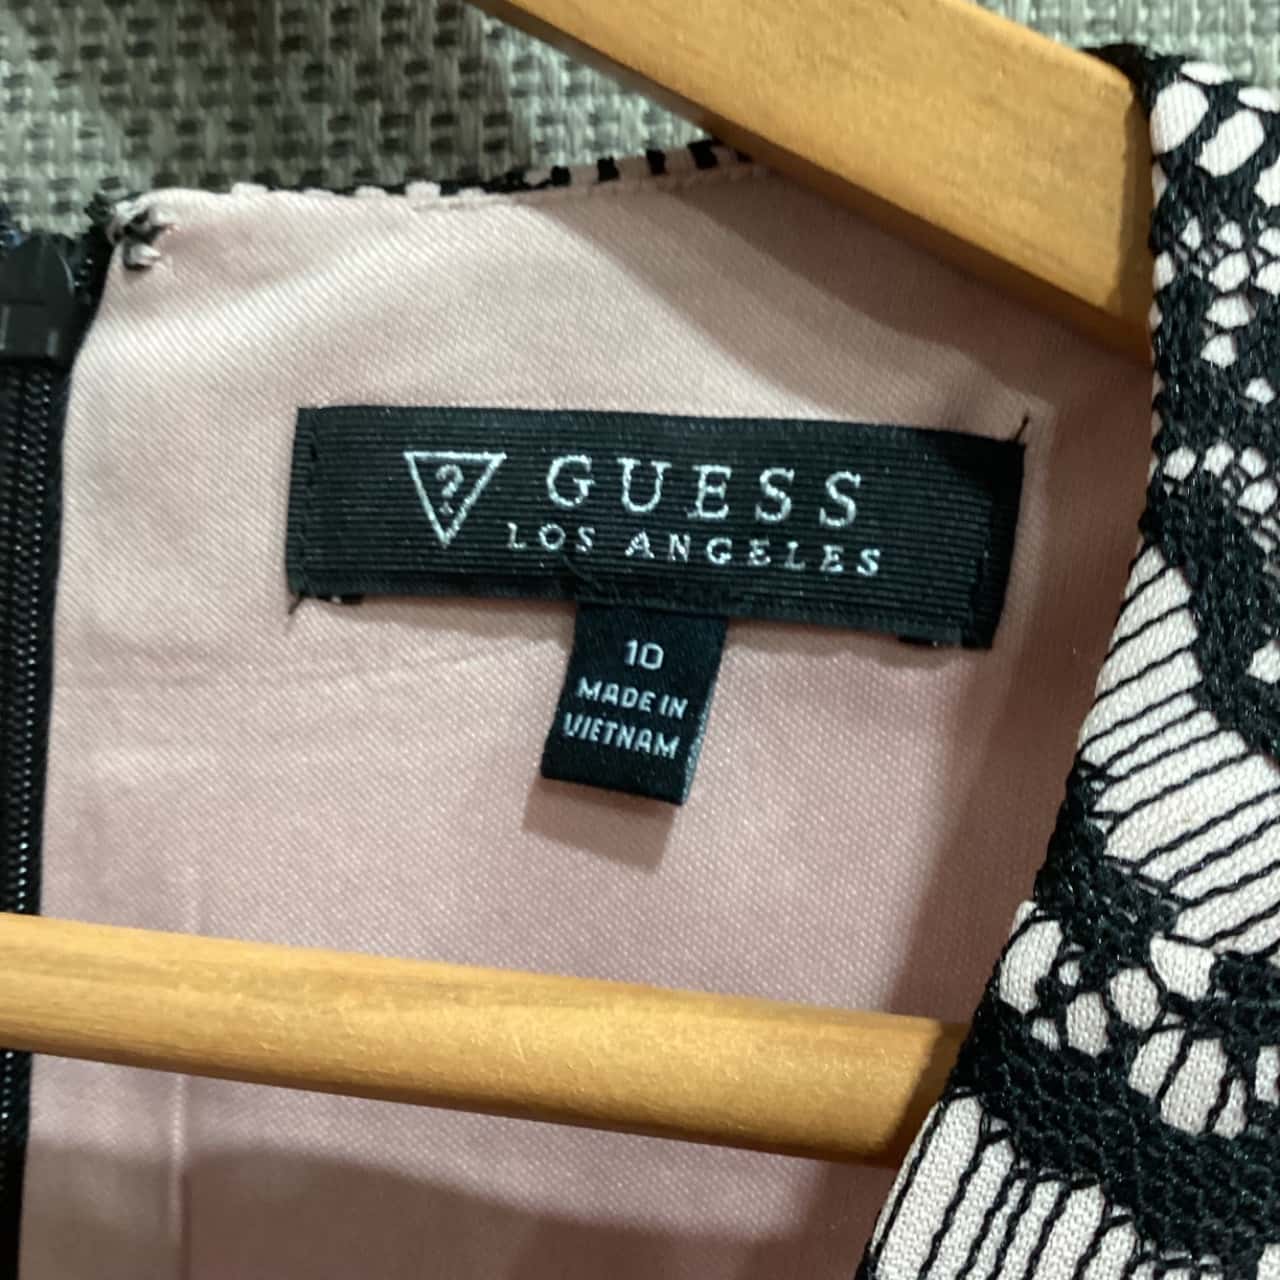 ?
GUESS
LOS ANGELES
10
MADE IN
VIETNAM